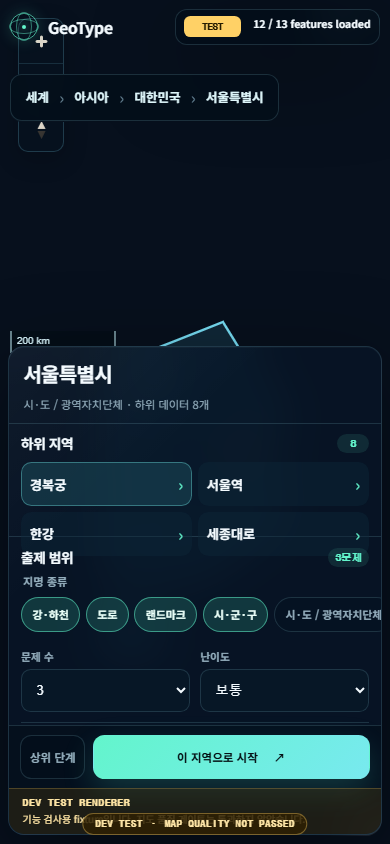 GeoType
TEST
12 / 13 features loaded
세계 › 아시아 › 대한민국 › 서울특별시
200 km
서울특별시
시·도 / 광역자치단체 · 하위 데이터 8개
하위 지역
8
경복궁 ›
서울역 ›
한강 ›
세종대로 ›
출제 범위
3문제
지명 종류
강·하천
도로
랜드마크
시·군·구
시·도 / 광역자치단체
문제 수
난이도
3
보통
상위 단계
이 지역으로 시작 ↗
DEV TEST RENDERER
기능 검사용
DEV TEST - MAP QUALITY NOT PASSED